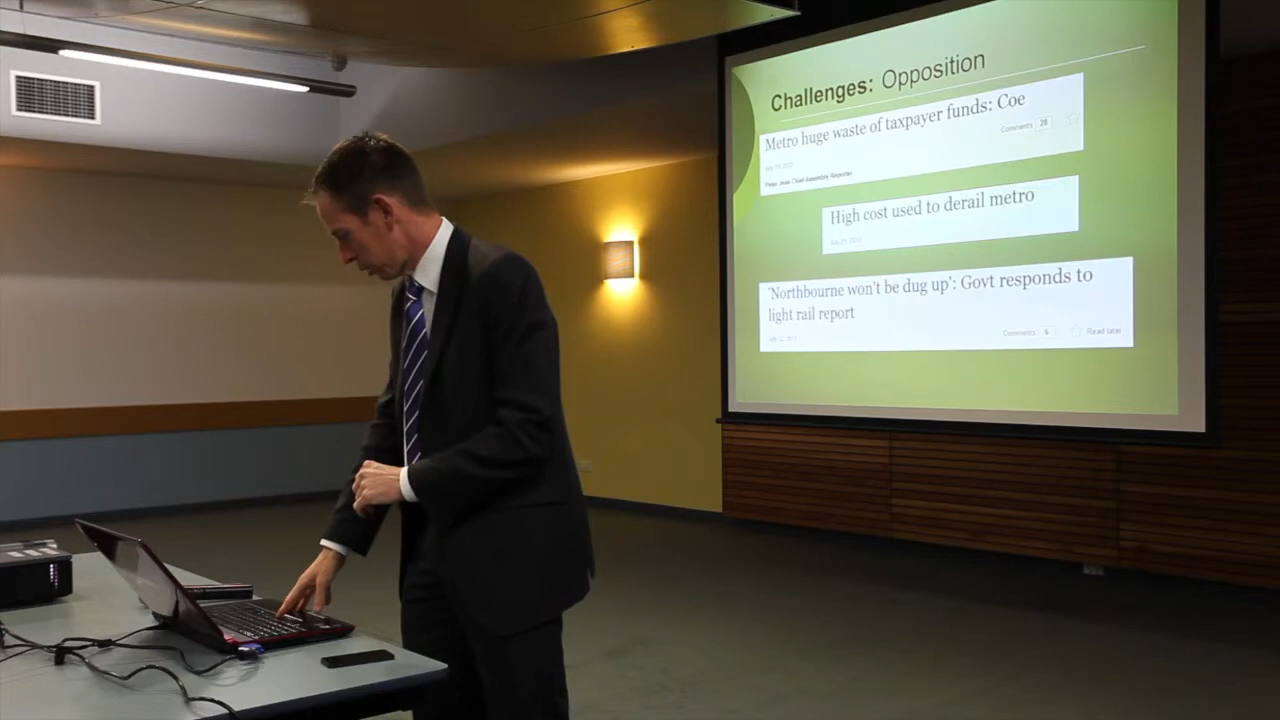 Challenges: Opposition
Metro huge waste of taxpayer funds: Coe
Comments 28
High cost used to derail metro
'Northbourne won't be dug up': Govt responds to
light rail report
Comments 6 Read later